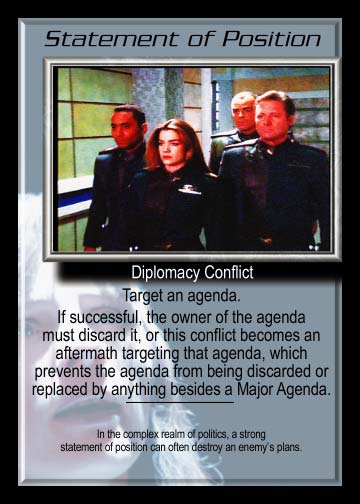 Statement of Position
Diplomacy Conflict
Target an agenda.
If successful, the owner of the agenda
must discard it, or this conflict becomes an
aftermath targeting that agenda, which
prevents the agenda from being discarded or
replaced by anything besides a Major Agenda.
In the complex realm of politics, a strong
statement of position can often destroy an enemy's plans.